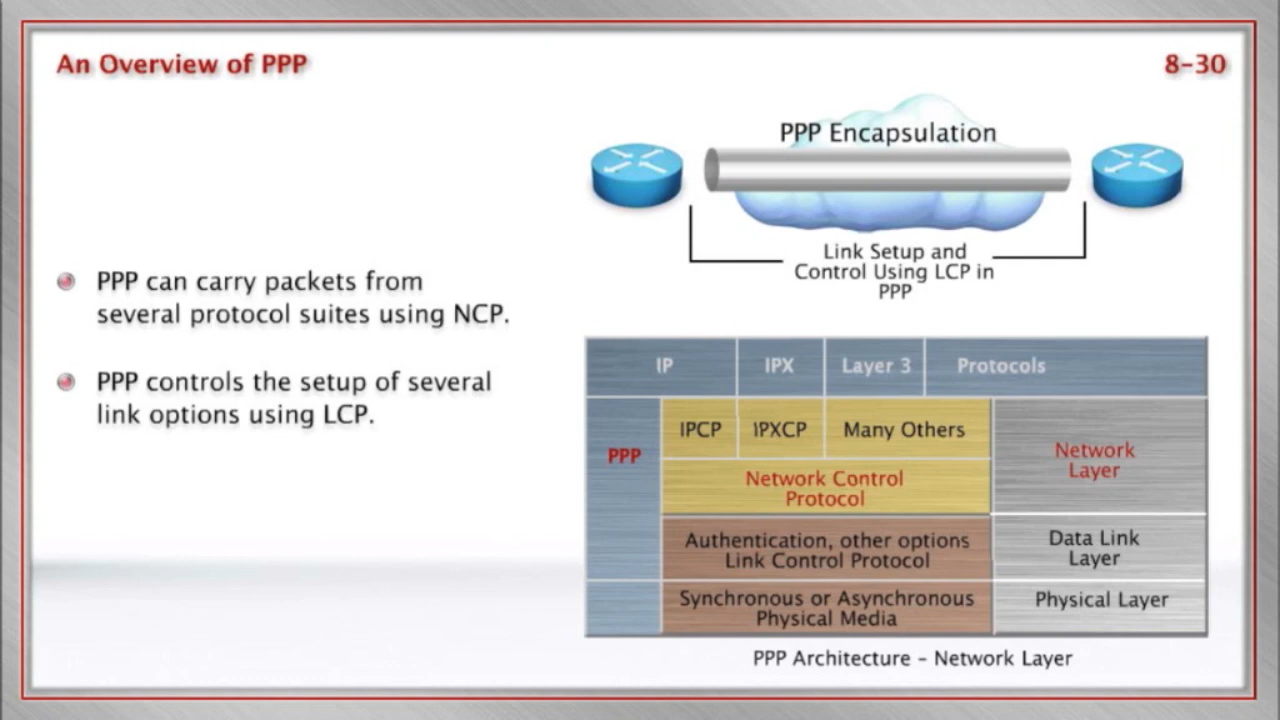 An Overview of PPP
8-30
PPP can carry packets from
several protocol suites using NCP.
PPP controls the setup of several
link options using LCP.
PPP Encapsulation
Link Setup and
Control Using LCP in
PPP
IP
IPX
Layer 3
Protocols
PPP
IPCP
IPXCP
Many Others
Network Control
Protocol
Network
Layer
Authentication, other options
Link Control Protocol
Data Link
Layer
Synchronous or Asynchronous
Physical Media
Physical Layer
PPP Architecture – Network Layer